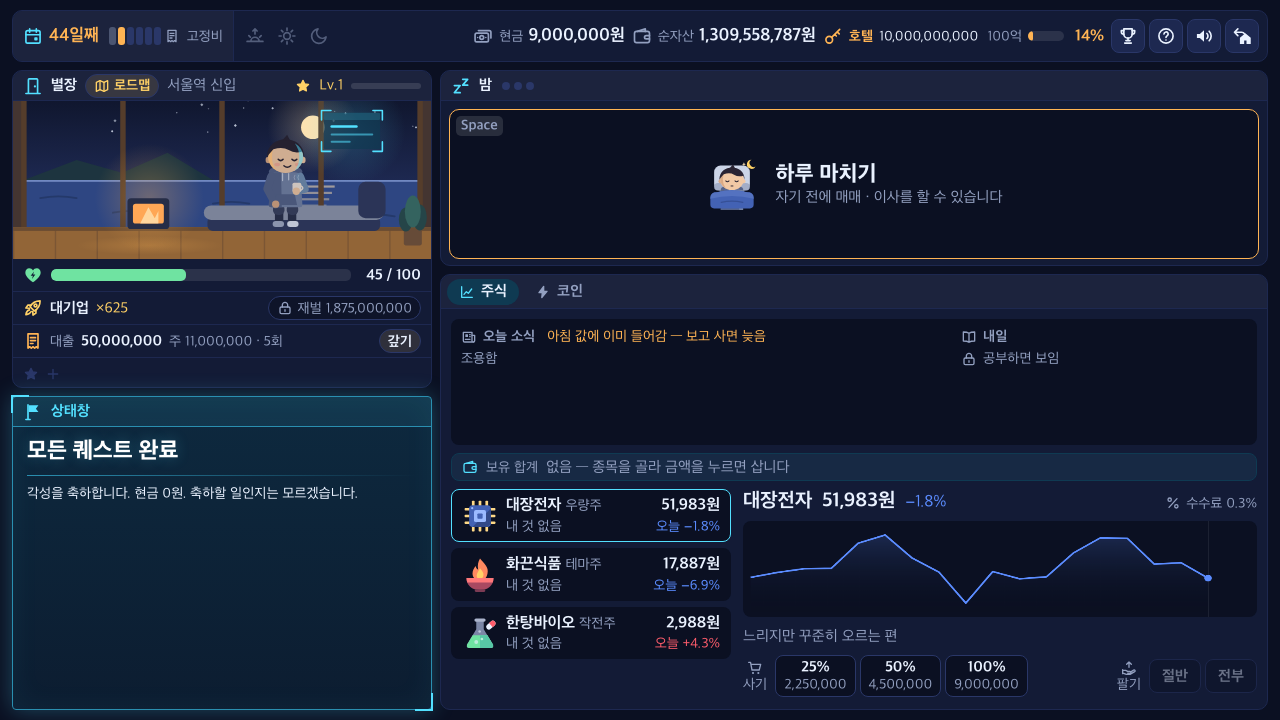 44일째
고정비
현금 9,000,000원
순자산 1,309,558,787원
호텔 10,000,000,000
100억
14%
별장
로드맵
서울역 신입
Lv.1
45 / 100
대기업 ×625
재벌 1,875,000,000
대출 50,000,000 주 11,000,000 · 5회
갚기
상태창
모든 퀘스트 완료
각성을 축하합니다. 현금 0원. 축하할 일인지는 모르겠습니다.
밤
Space
하루 마치기
자기 전에 매매 · 이사를 할 수 있습니다
주식
코인
오늘 소식 아침 값에 이미 들어감 — 보고 사면 늦음
조용함
내일
공부하면 보임
보유 합계 없음 — 종목을 골라 금액을 누르면 삽니다
대장전자 우량주 51,983원
내 것 없음 오늘 −1.8%
화끈식품 테마주 17,887원
내 것 없음 오늘 −6.9%
한탕바이오 작전주 2,988원
내 것 없음 오늘 +4.3%
대장전자 51,983원 −1.8%
수수료 0.3%
느리지만 꾸준히 오르는 편
사기
25%
2,250,000
50%
4,500,000
100%
9,000,000
팔기
절반
전부